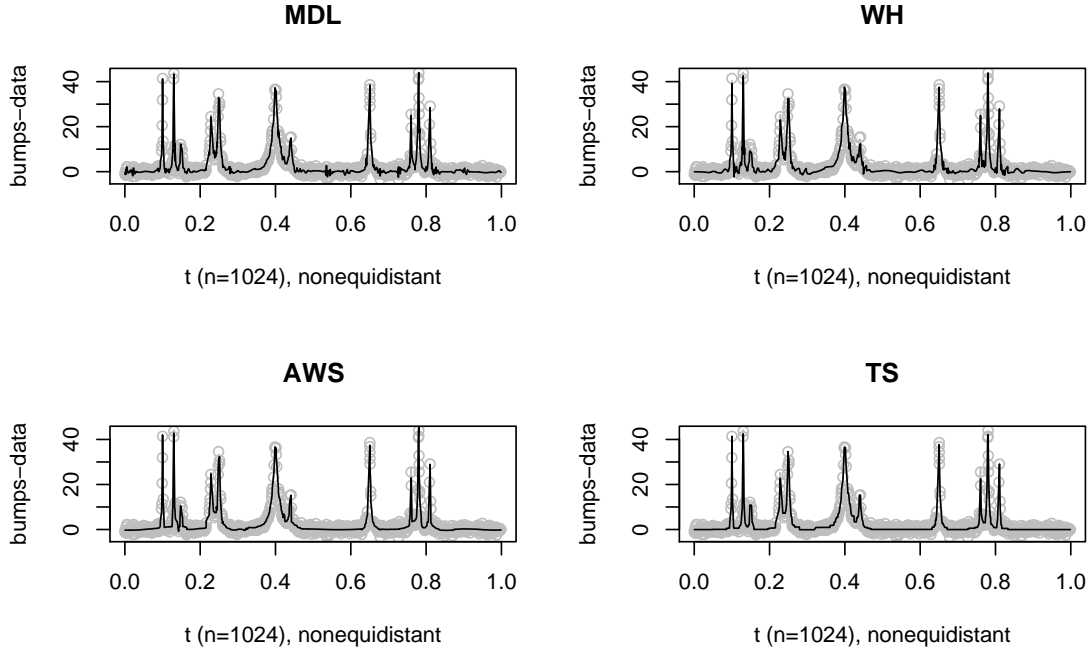 MDL
bumps−data
0 20 40
0.0 0.2 0.4 0.6 0.8 1.0
t (n=1024), nonequidistant
WH
bumps−data
0 20 40
0.0 0.2 0.4 0.6 0.8 1.0
t (n=1024), nonequidistant
AWS
bumps−data
0 20 40
0.0 0.2 0.4 0.6 0.8 1.0
t (n=1024), nonequidistant
TS
bumps−data
0 20 40
0.0 0.2 0.4 0.6 0.8 1.0
t (n=1024), nonequidistant